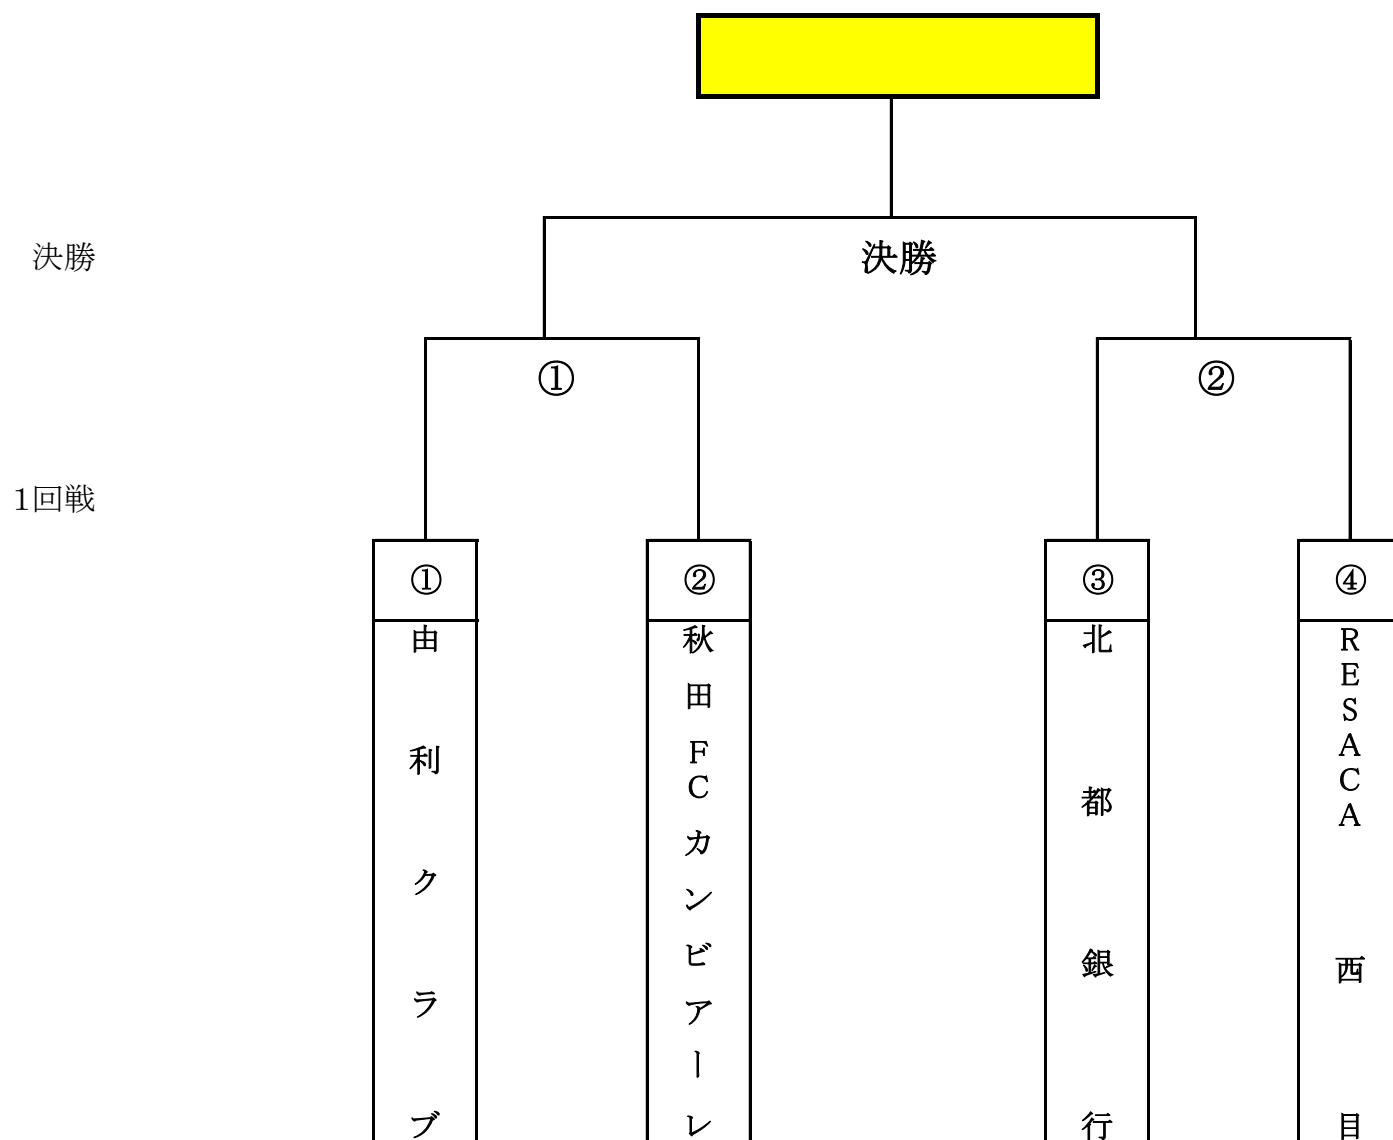 決勝
決勝
①
②
1回戦
①
②
③
④
由利クラブ
秋田FCカンビアーレ
北都銀行
RESACA西目